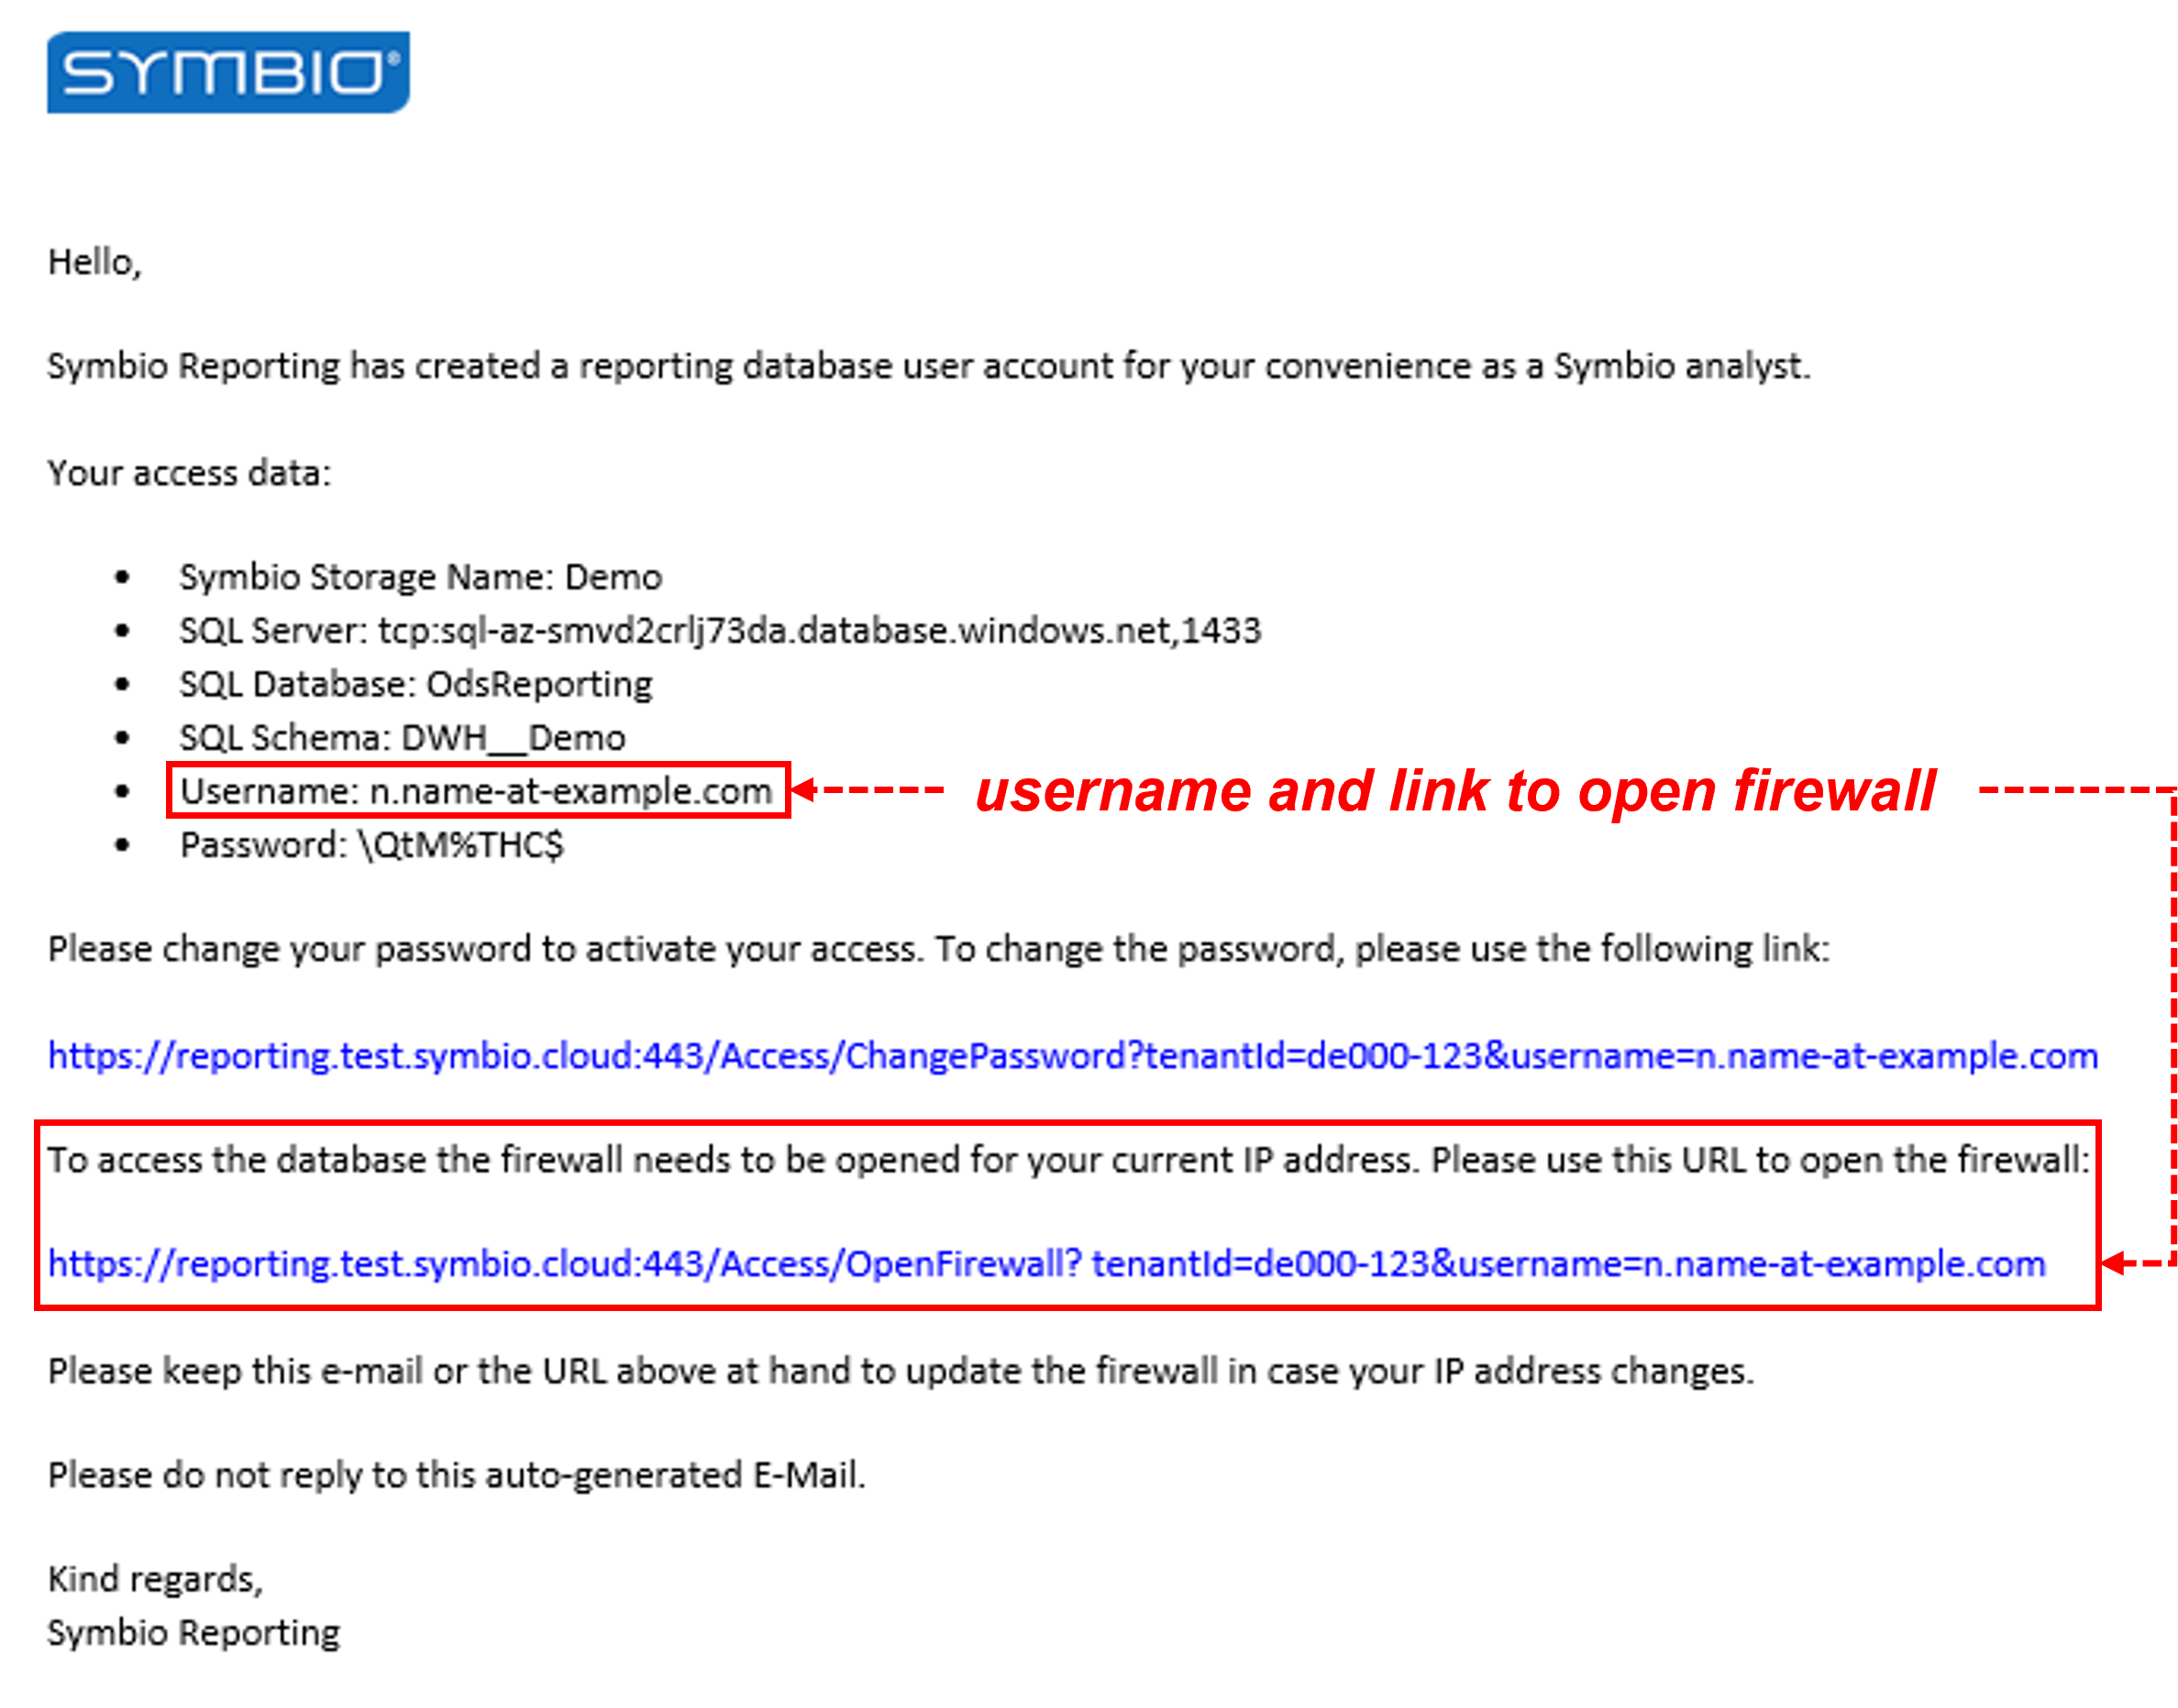 SYMBIO®
Hello,
Symbio Reporting has created a reporting database user account for your convenience as a Symbio analyst.
Your access data:
• Symbio Storage Name: Demo
• SQL Server: tcp:sql-az-smvd2crlj73da.database.windows.net,1433
• SQL Database: OdsReporting
• SQL Schema: DWH__Demo
• Username: n.name-at-example.com
username and link to open firewall
• Password: \QtM%THC$
Please change your password to activate your access. To change the password, please use the following link:
https://reporting.test.symbio.cloud:443/Access/ChangePassword?tenantId=de000-123&username=n.name-at-example.com
To access the database the firewall needs to be opened for your current IP address. Please use this URL to open the firewall:
https://reporting.test.symbio.cloud:443/Access/OpenFirewall? tenantId=de000-123&username=n.name-at-example.com
Please keep this e-mail or the URL above at hand to update the firewall in case your IP address changes.
Please do not reply to this auto-generated E-Mail.
Kind regards,
Symbio Reporting